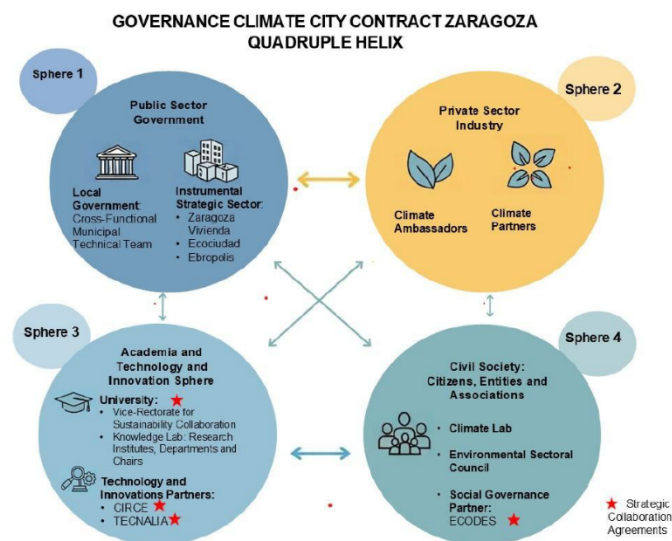 GOVERNANCE CLIMATE CITY CONTRACT ZARAGOZA
QUADRUPLE HELIX
Sphere 1
Public Sector
Government
Local
Government:
Cross-Functional
Municipal
Technical Team
Instrumental
Strategic Sector:
• Zaragoza
Vivienda
• Ecociudad
• Ebropolis
Sphere 2
Private Sector
Industry
Climate
Ambassadors
Climate
Partners
Sphere 3
Academia and
Technology and
Innovation Sphere
University:
• Vice-Rectorate for
Sustainability Collaboration
• Knowledge Lab: Research
Institutes, Departments and
Chairs
Technology and
Innovations Partners:
• CIRCE
• TECNALIA
Sphere 4
Civil Society:
Citizens, Entities and
Associations
• Climate Lab
• Environmental Sectoral
Council
• Social Governance
Partner:
ECODES
Strategic
Collaboration
Agreements